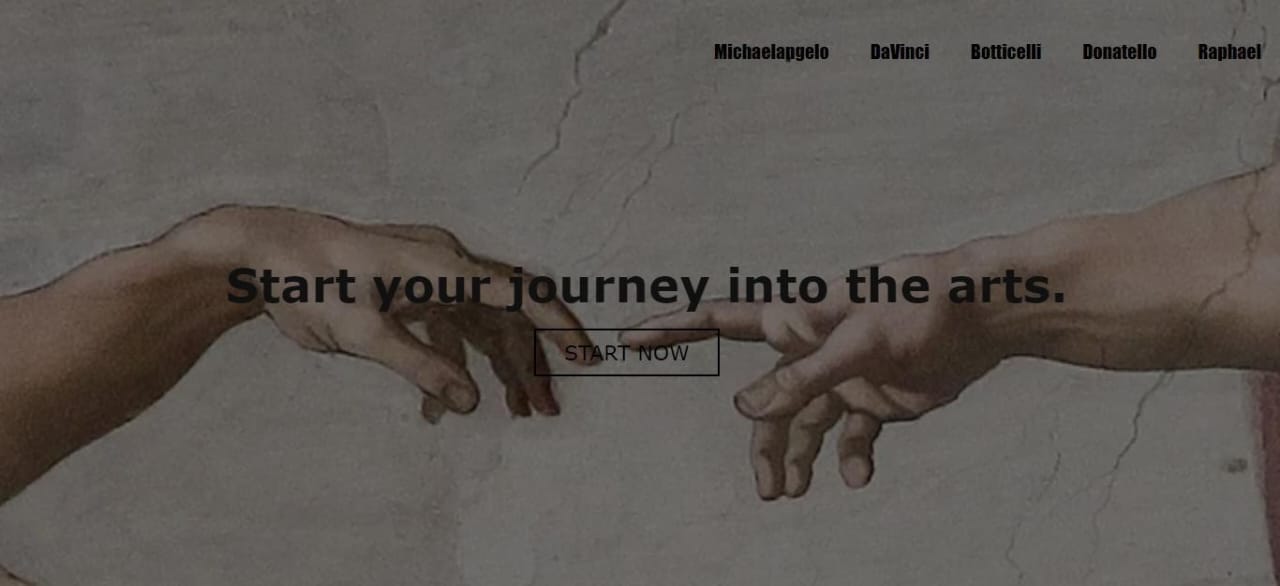 Michaelapgelo DaVinci Botticelli Donatello Raphael
Start your journey into the arts.
START NOW